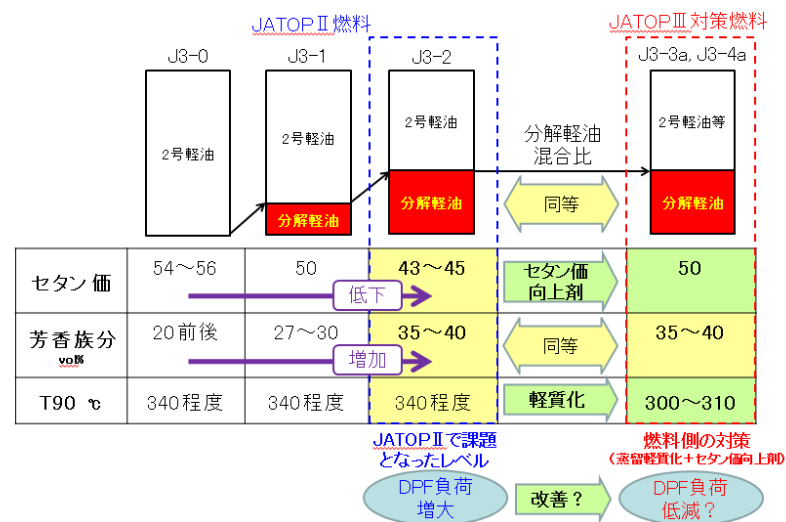 JATOPⅡ燃料
JATOPⅢ対策燃料
J3-0
J3-1
J3-2
J3-3a, J3-4a
2号軽油
2号軽油
2号軽油
2号軽油等
分解軽油
混合比
分解軽油
分解軽油
同等
分解軽油
セタン価
54～56
50
43～45
セタン価
向上剤
50
低下
芳香族分
vol%
20前後
27～30
35～40
同等
35～40
増加
T90 ℃
340程度
340程度
340程度
軽質化
300～310
JATOPⅡで課題
となったレベル
燃料側の対策
(蒸留軽質化＋セタン価向上剤)
DPF負荷
増大
改善？
DPF負荷
低減？